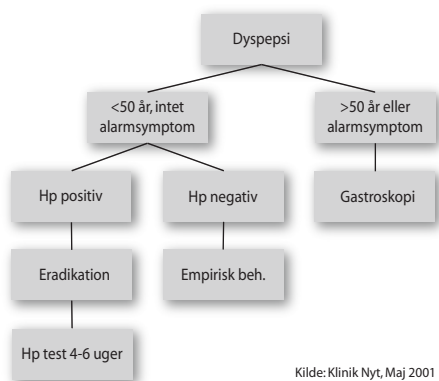 Dyspepsi
<50 år, intet
alarmsymptom
>50 år eller
alarmsymptom
Hp positiv
Hp negativ
Gastroskopi
Eradikation
Empirisk beh.
Hp test 4-6 uger
Kilde: Klinik Nyt, Maj 2001